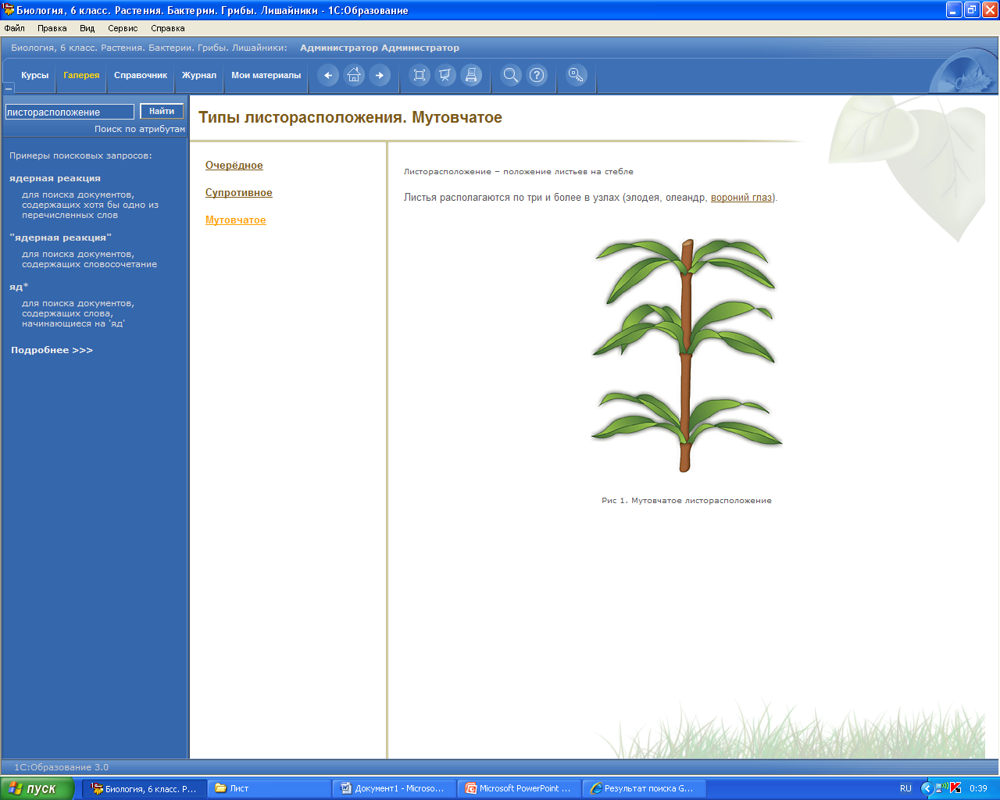 Биология, 6 класс. Растения. Бактерии. Грибы. Лишайники - 1С:Образование
Файл Правка Вид Сервис Справка
Биология, 6 класс. Растения. Бактерии. Грибы. Лишайники: Администратор Администратор
Курсы Галерея Справочник Журнал Мои материалы
листорасположение Найти
Поиск по атрибутам
Примеры поисковых запросов:
ядерная реакция
для поиска документов,
содержащих хотя бы одно из
перечисленных слов
"ядерная реакция"
для поиска документов,
содержащих словосочетание
яд*
для поиска документов,
содержащих слова,
начинающиеся на 'яд'
Подробнее >>>
Типы листорасположения. Мутовчатое
Очерёдное
Супротивное
Мутовчатое
Листорасположение – положение листьев на стебле
Листья располагаются по три и более в узлах (элодея, олеандр, вороний глаз).
Рис 1. Мутовчатое листорасположение
1С:Образование 3.0
пуск Биология, 6 класс. Р... Лист Документ1 - Microso... Microsoft PowerPoint ... Результат поиска G... RU 0:39